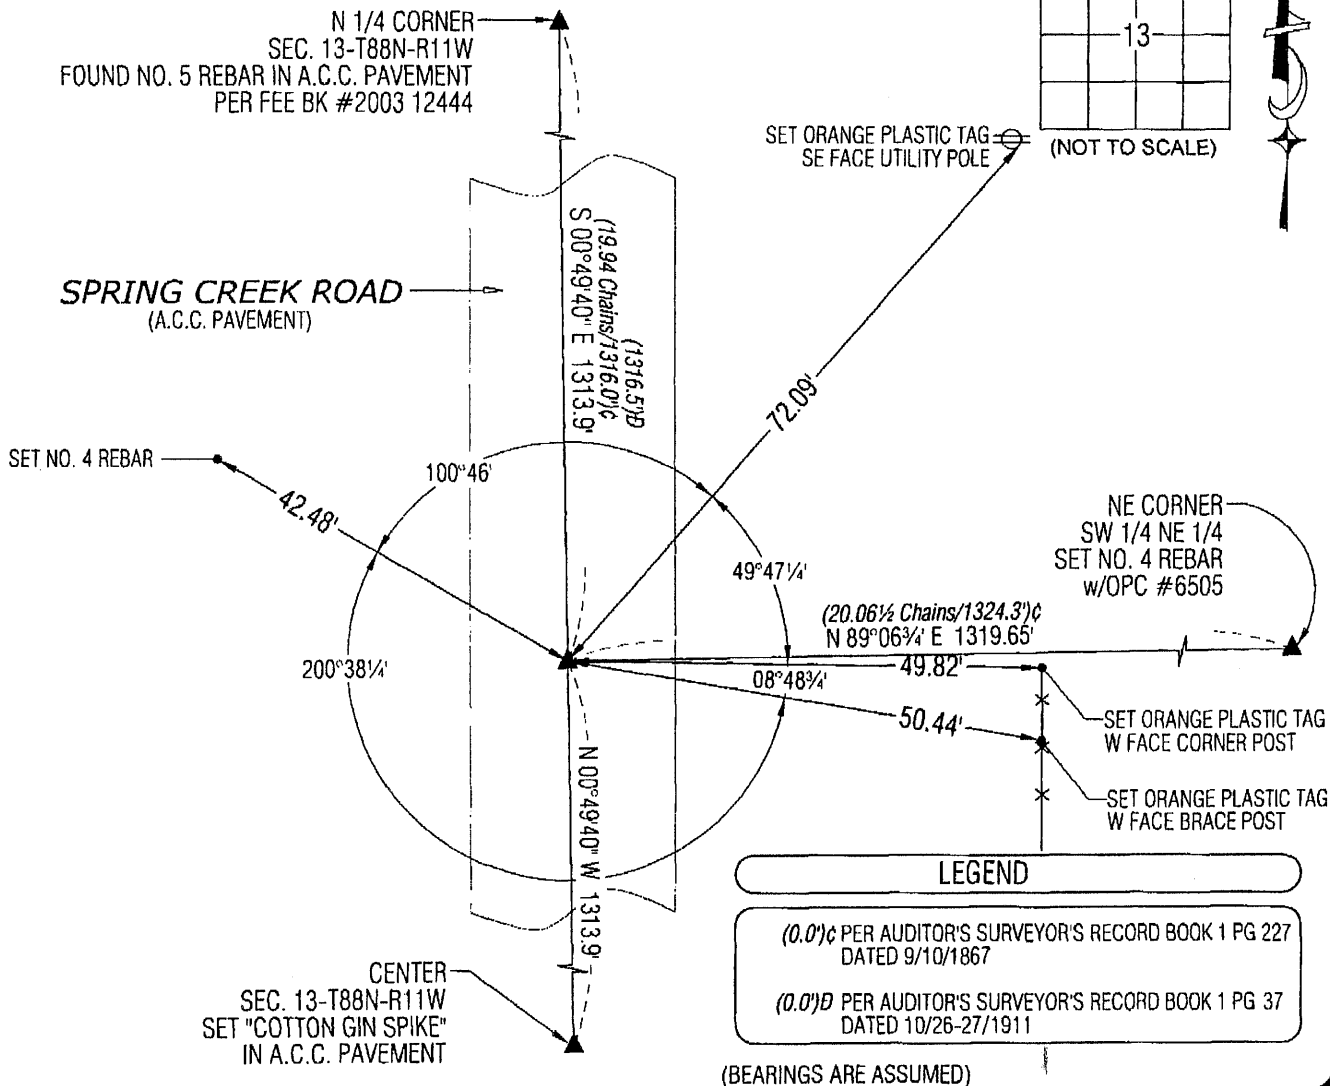 N 1/4 CORNER
SEC. 13-T88N-R11W
FOUND NO. 5 REBAR IN A.C.C. PAVEMENT
PER FEE BK #2003 12444
13
(NOT TO SCALE)
SET ORANGE PLASTIC TAG
SE FACE UTILITY POLE
SPRING CREEK ROAD
(A.C.C. PAVEMENT)
(1316.5')Đ
(19.94 Chains/1316.0')¢
S 00°49'40" E 1313.9'
72.09'
SET NO. 4 REBAR
42.48'
100°46'
49°47¼'
NE CORNER
SW 1/4 NE 1/4
SET NO. 4 REBAR
w/OPC #6505
(20.06½ Chains/1324.3')¢
N 89°06¾' E 1319.65'
49.82'
200°38¼'
08°48¾'
50.44'
SET ORANGE PLASTIC TAG
W FACE CORNER POST
SET ORANGE PLASTIC TAG
W FACE BRACE POST
N 00°49'40" W 1313.9'
CENTER
SEC. 13-T88N-R11W
SET "COTTON GIN SPIKE"
IN A.C.C. PAVEMENT
LEGEND
(0.0')¢ PER AUDITOR'S SURVEYOR'S RECORD BOOK 1 PG 227
DATED 9/10/1867
(0.0')Đ PER AUDITOR'S SURVEYOR'S RECORD BOOK 1 PG 37
DATED 10/26-27/1911
(BEARINGS ARE ASSUMED)